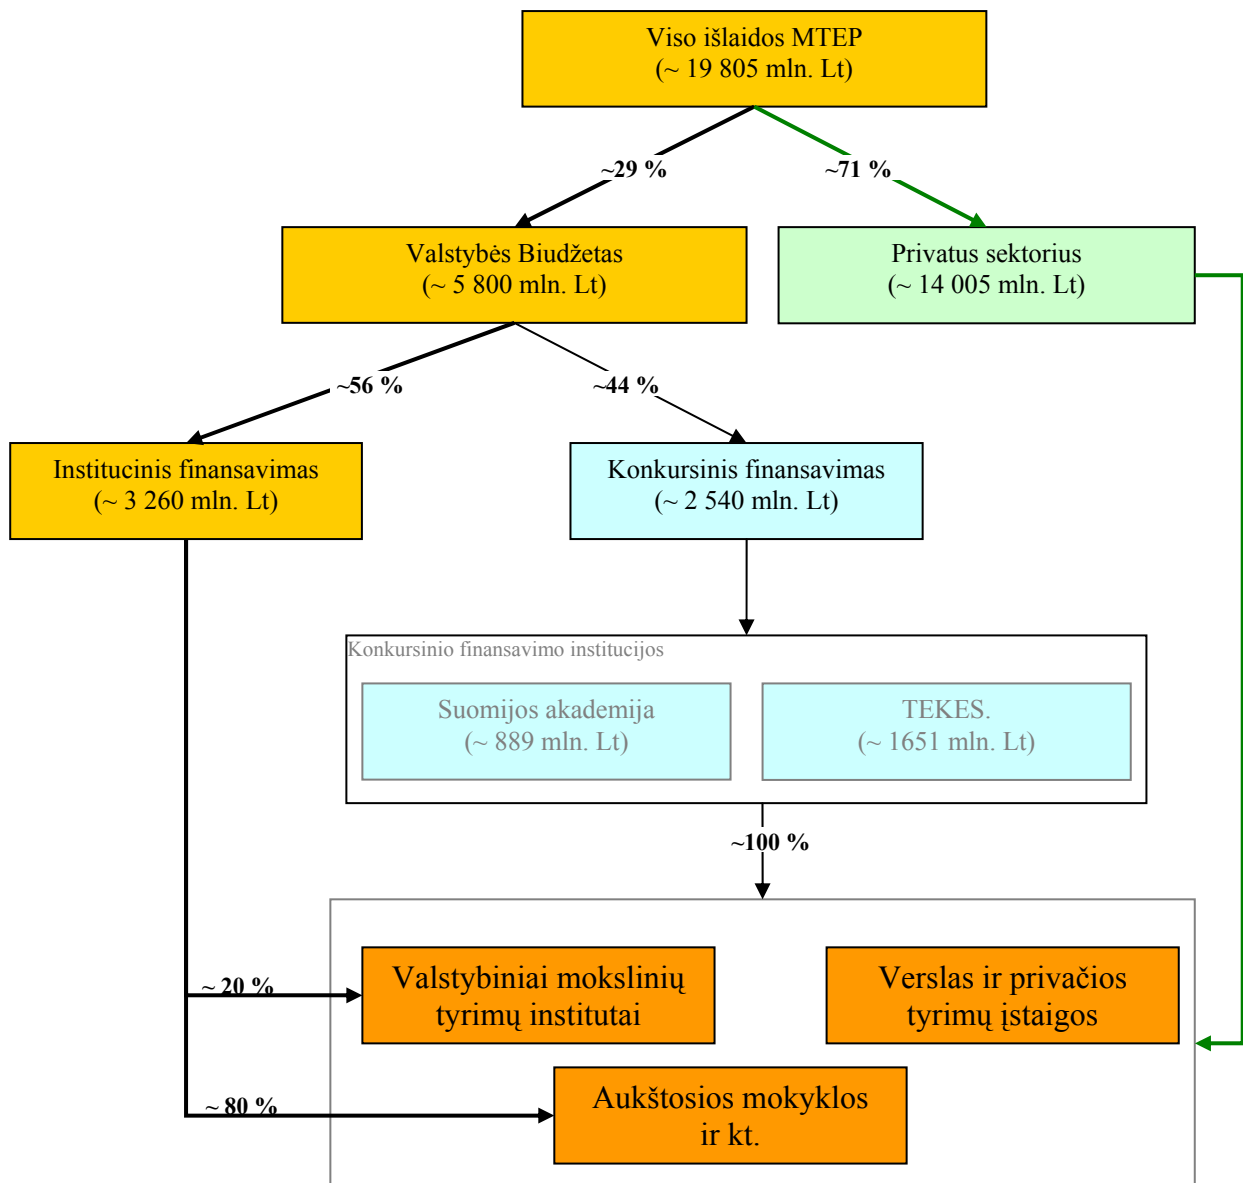 Viso išlaidos MTEP
(~ 19 805 mln. Lt)
~29 %
~71 %
Valstybės Biudžetas
(~ 5 800 mln. Lt)
Privatus sektorius
(~ 14 005 mln. Lt)
~56 %
~44 %
Institucinis finansavimas
(~ 3 260 mln. Lt)
Konkursinis finansavimas
(~ 2 540 mln. Lt)
Konkursinio finansavimo institucijos
Suomijos akademija
(~ 889 mln. Lt)
TEKES.
(~ 1651 mln. Lt)
~100 %
Valstybiniai mokslinių
tyrimų institutai
Verslas ir privačios
tyrimų įstaigos
~ 20 %
Aukštosios mokyklos
ir kt.
~ 80 %